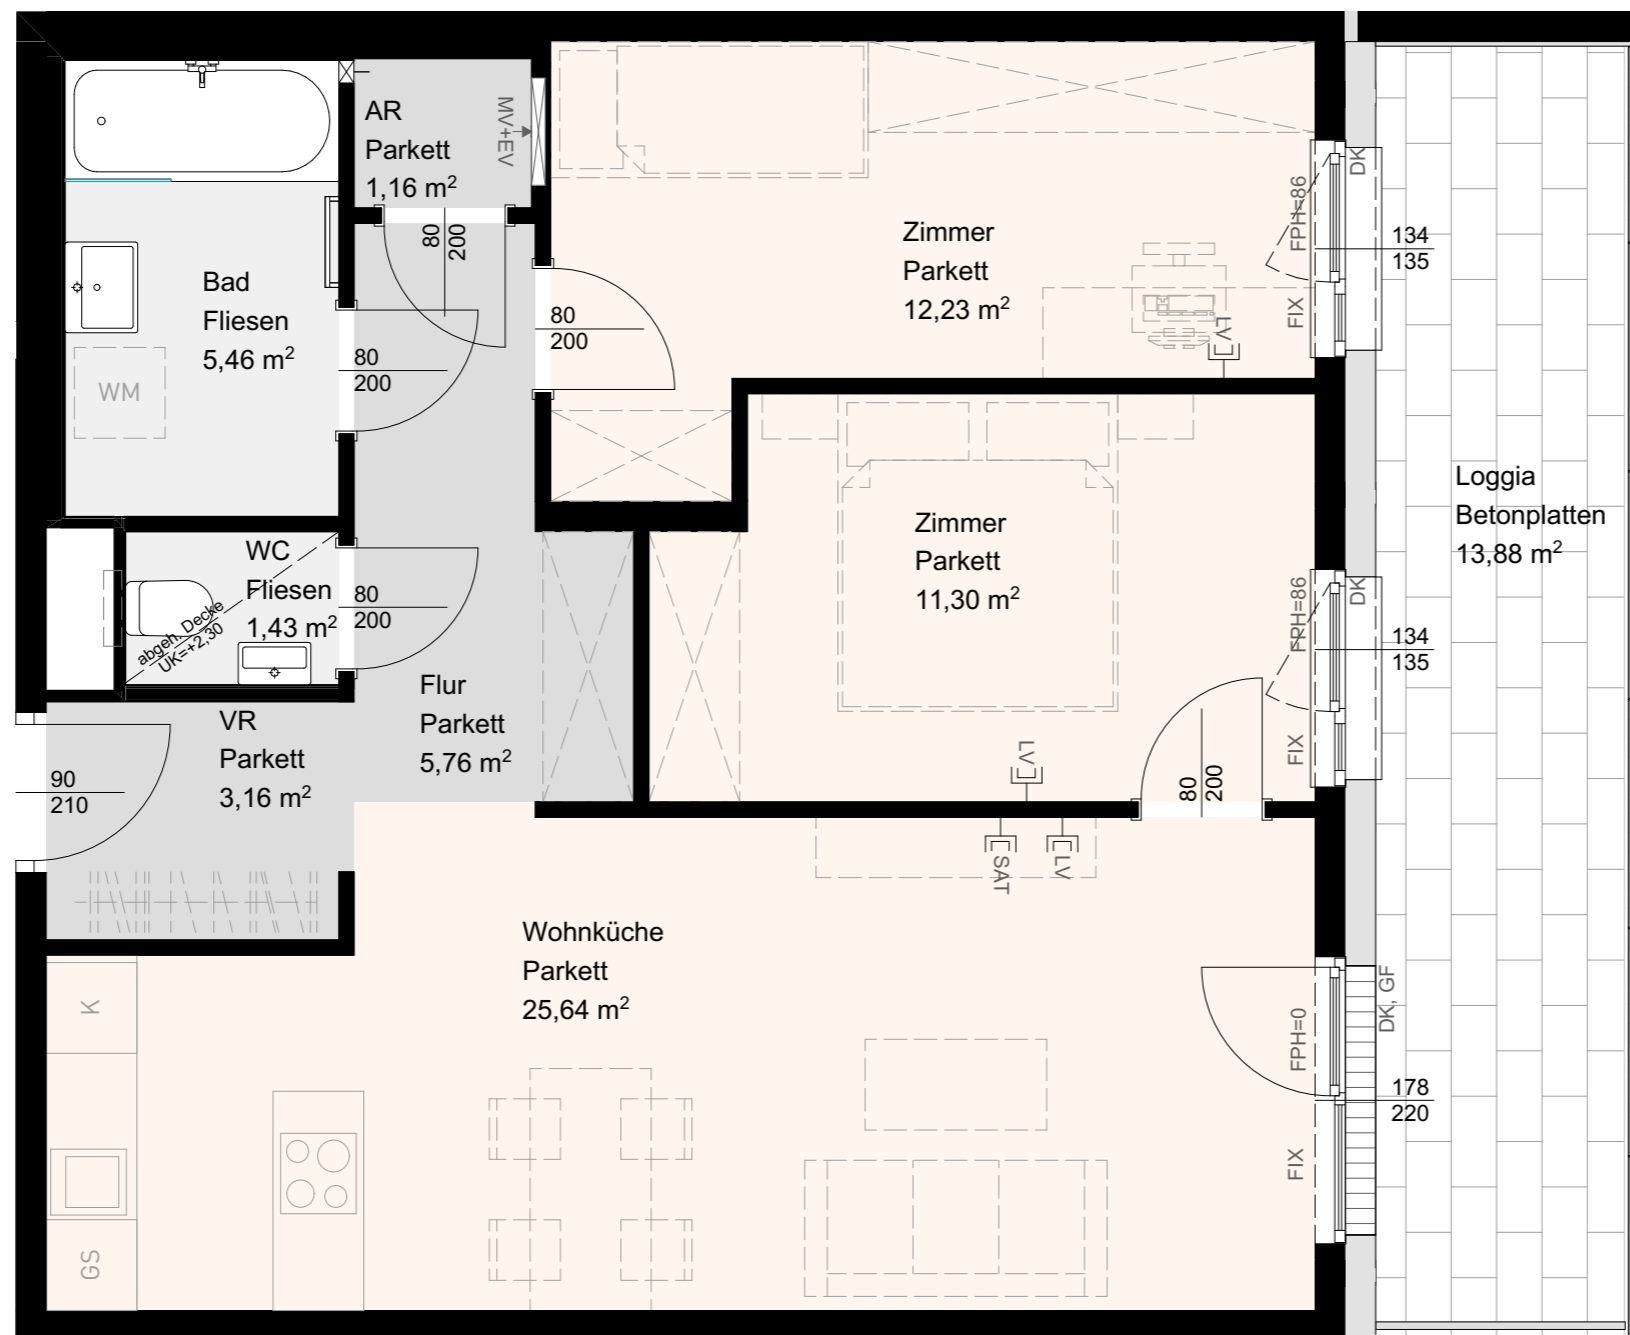 AR
Parkett
1,16 m²
MV+EV
80
200
Bad
Fliesen
5,46 m²
WM
80
200
80
200
Zimmer
Parkett
12,23 m²
LV
FPH=86
FIX
DK
134
135
Zimmer
Parkett
11,30 m²
LV
80
200
FPH=86
FIX
DK
134
135
Loggia
Betonplatten
13,88 m²
WC
Fliesen
1,43 m²
abgeh. Decke
UK=+2,30
80
200
Flur
Parkett
5,76 m²
VR
Parkett
3,16 m²
90
210
SAT
LV
Wohnküche
Parkett
25,64 m²
K
GS
FPH=0
FIX
DK, GF
178
220